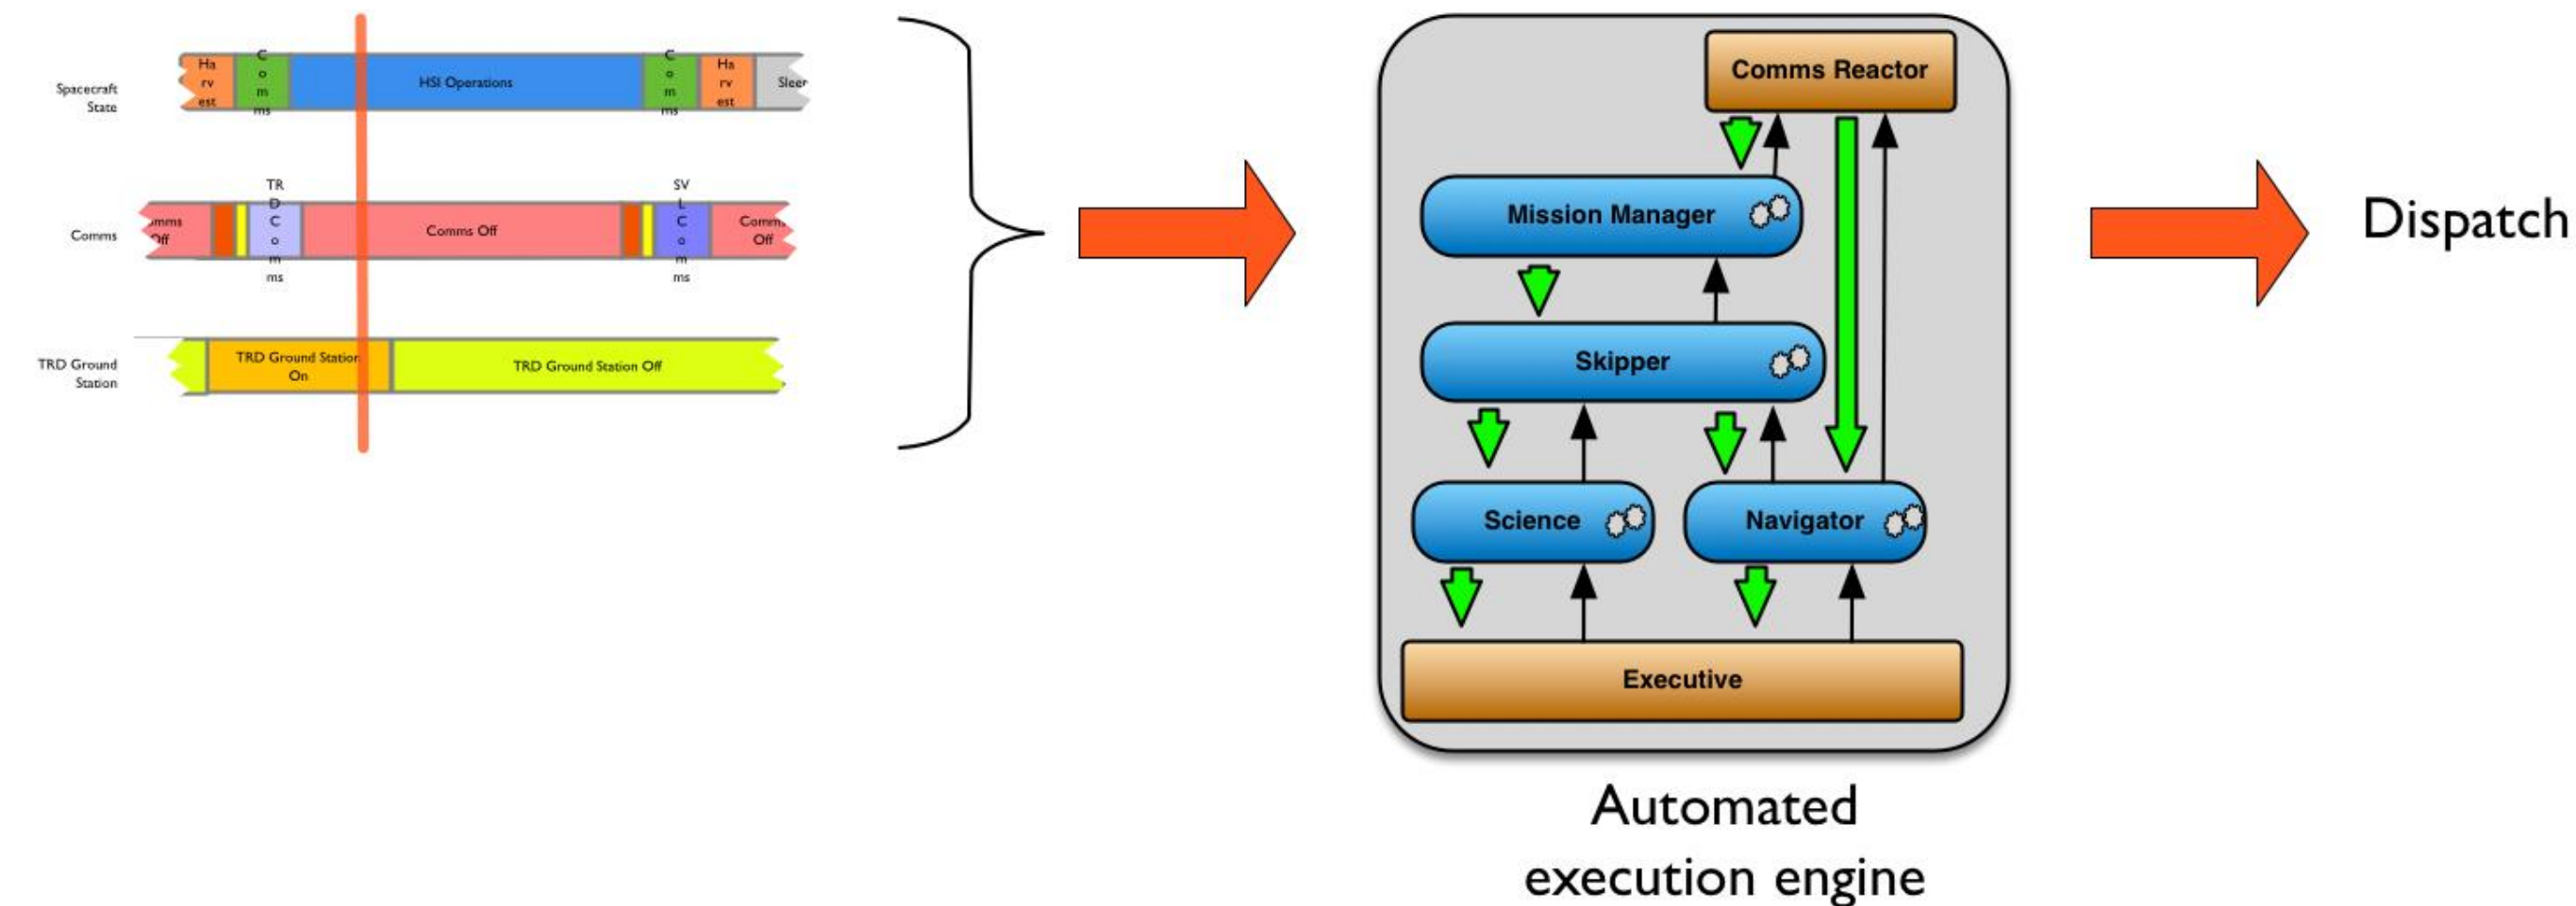 Spacecraft
State
Ha
rv
est
C
o
m
ms
HSI Operations
C
o
m
ms
Ha
rv
est
Sleep
Comms
TR
D
C
o
m
ms
Comms Off
SV
L
C
o
m
ms
Off
Off
TRD Ground
Station
TRD Ground Station
On
TRD Ground Station Off
Comms Reactor
Mission Manager
Skipper
Science
Navigator
Executive
Automated
execution engine
Dispatch